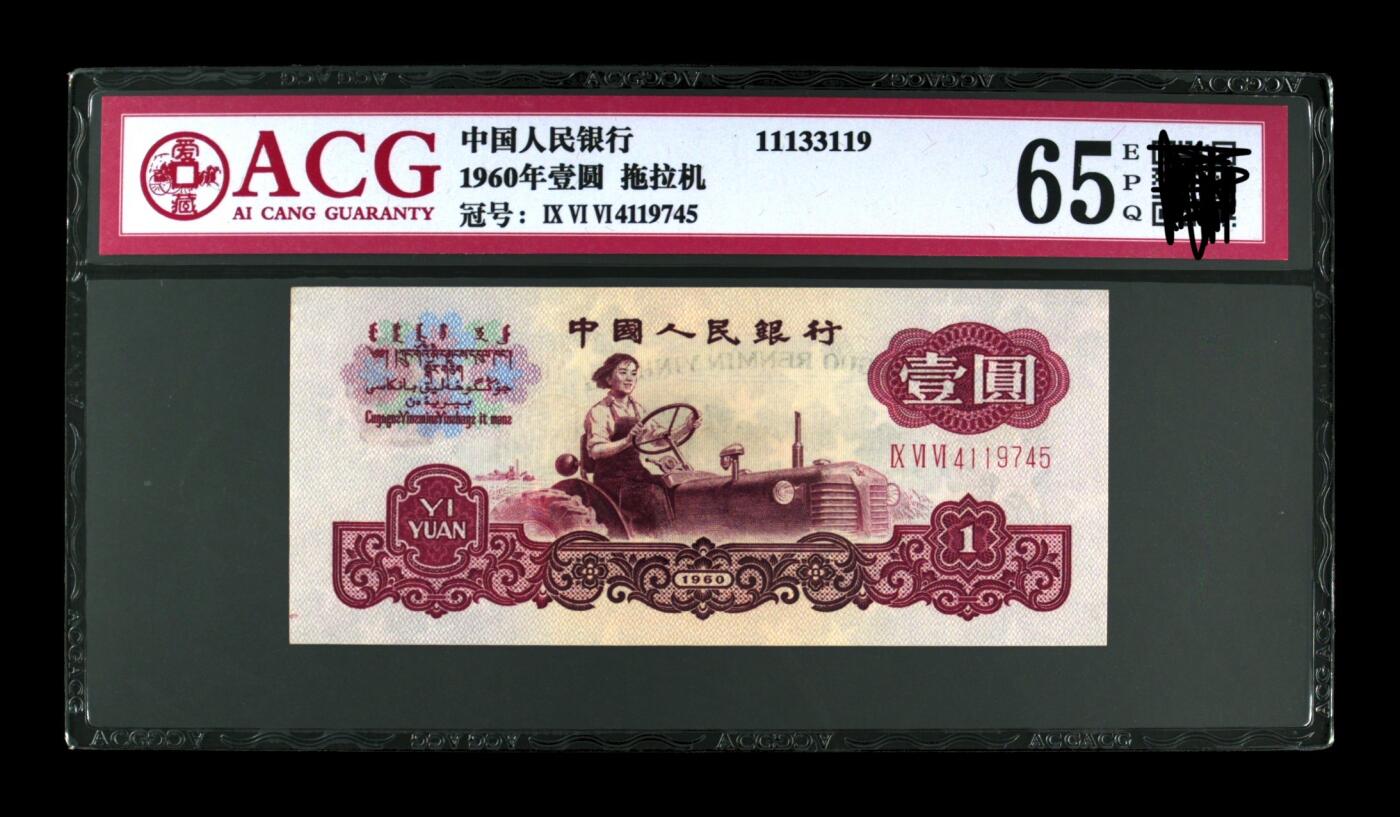 ACG
AI CANG GUARANTY
中国人民银行 11133119
1960年壹圆 拖拉机
冠号：Ⅸ Ⅵ Ⅵ 4119745
65
EPQ
中國人民銀行
壹圓
Ⅸ Ⅵ Ⅵ 4119745
YI
YUAN
1960
1